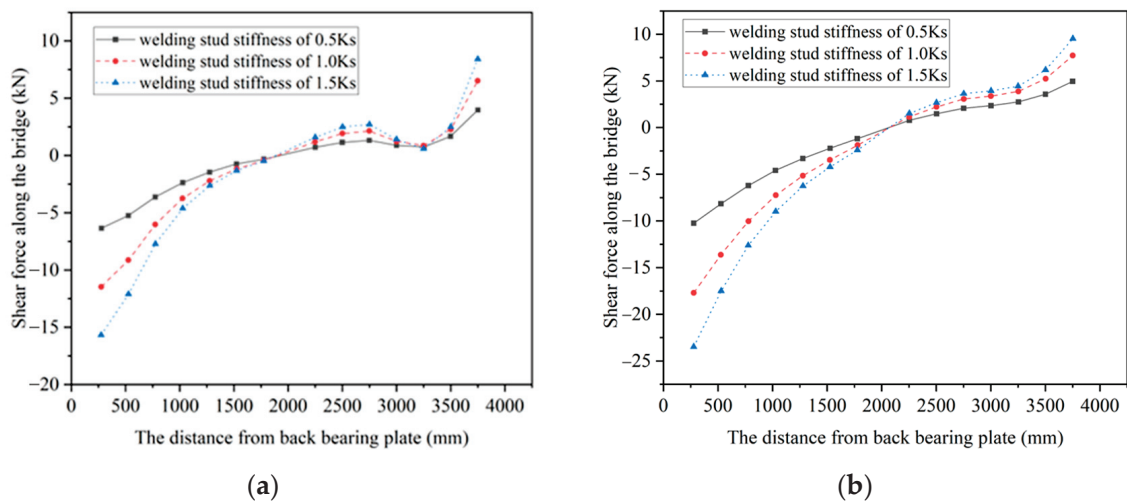 10
5
0
−5
−10
−15
−20
Shear force along the bridge (kN)
welding stud stiffness of 0.5Ks
welding stud stiffness of 1.0Ks
welding stud stiffness of 1.5Ks
0 500 1000 1500 2000 2500 3000 3500 4000
The distance from back bearing plate (mm)
(a)
10
5
0
−5
−10
−15
−20
−25
Shear force along the bridge (kN)
welding stud stiffness of 0.5Ks
welding stud stiffness of 1.0Ks
welding stud stiffness of 1.5Ks
0 500 1000 1500 2000 2500 3000 3500 4000
The distance from back bearing plate (mm)
(b)